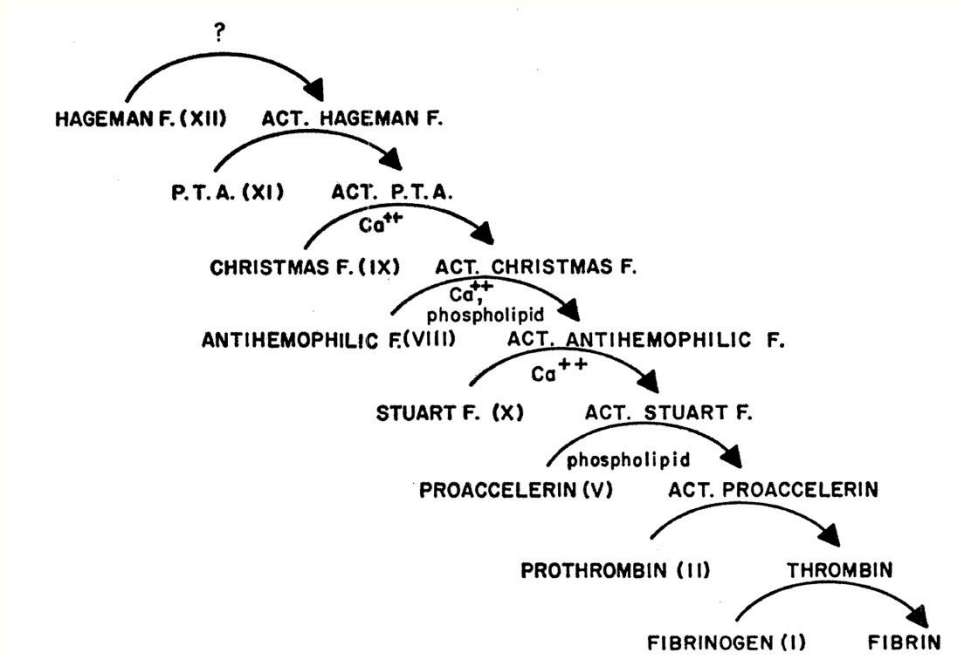 ?
HAGEMAN F. (XII) ACT. HAGEMAN F.
P.T.A. (XI) ACT. P.T.A.
Ca++
CHRISTMAS F. (IX) ACT. CHRISTMAS F.
Ca++,
phospholipid
ANTIHEMOPHILIC F.(VIII) ACT. ANTIHEMOPHILIC F.
Ca++
STUART F. (X) ACT. STUART F.
phospholipid
PROACCELERIN (V) ACT. PROACCELERIN
PROTHROMBIN (II) THROMBIN
FIBRINOGEN (I) FIBRIN